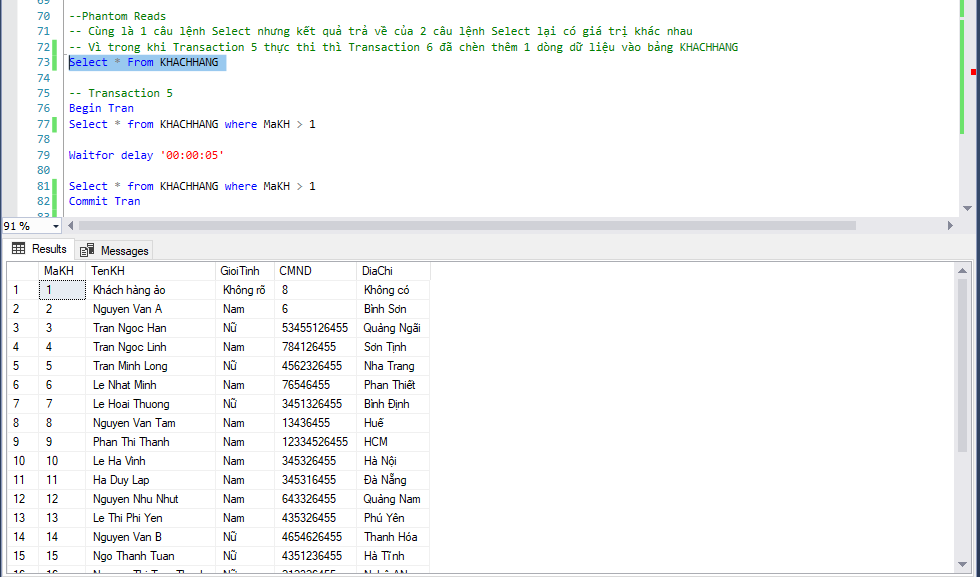 70 --Phantom Reads
71 -- Cùng là 1 câu lệnh Select nhưng kết quả trả về của 2 câu lệnh Select lại có giá trị khác nhau
72 -- Vì trong khi Transaction 5 thực thi thì Transaction 6 đã chèn thêm 1 dòng dữ liệu vào bảng KHACHHANG
73 Select * From KHACHHANG
74
75 -- Transaction 5
76 Begin Tran
77 Select * from KHACHHANG where MaKH > 1
78
79 Waitfor delay '00:00:05'
80
81 Select * from KHACHHANG where MaKH > 1
82 Commit Tran
91 %
Results Messages
MaKH TenKH GioiTinh CMND DiaChi
1 1 Khách hàng ảo Không rõ 8 Không có
2 2 Nguyen Van A Nam 6 Bình Sơn
3 3 Tran Ngoc Han Nữ 53455126455 Quảng Ngãi
4 4 Tran Ngoc Linh Nam 784126455 Sơn Tịnh
5 5 Tran Minh Long Nữ 4562326455 Nha Trang
6 6 Le Nhat Minh Nam 76546455 Phan Thiết
7 7 Le Hoai Thuong Nữ 3451326455 Bình Định
8 8 Nguyen Van Tam Nam 13436455 Huế
9 9 Phan Thi Thanh Nam 12334526455 HCM
10 10 Le Ha Vinh Nam 345326455 Hà Nội
11 11 Ha Duy Lap Nam 345316455 Đà Nẵng
12 12 Nguyen Nhu Nhut Nam 643326455 Quảng Nam
13 13 Le Thi Phi Yen Nam 435326455 Phú Yên
14 14 Nguyen Van B Nữ 4654626455 Thanh Hóa
15 15 Ngo Thanh Tuan Nữ 4351236455 Hà Tĩnh